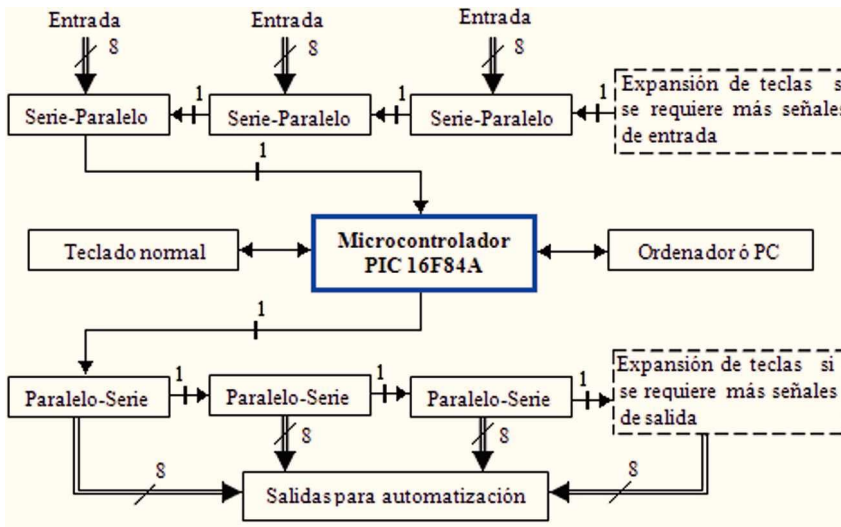 Entrada
Entrada
Entrada
8
8
8
Serie-Paralelo
1
Serie-Paralelo
1
Serie-Paralelo
1
Expansión de teclas si
se requiere más señales
de entrada
1
Teclado normal
Microcontrolador
PIC 16F84A
Ordenador ó PC
1
Paralelo-Serie
1
Paralelo-Serie
1
Paralelo-Serie
1
Expansión de teclas si
se requiere más señales
de salida
8
8
8
8
Salidas para automatización